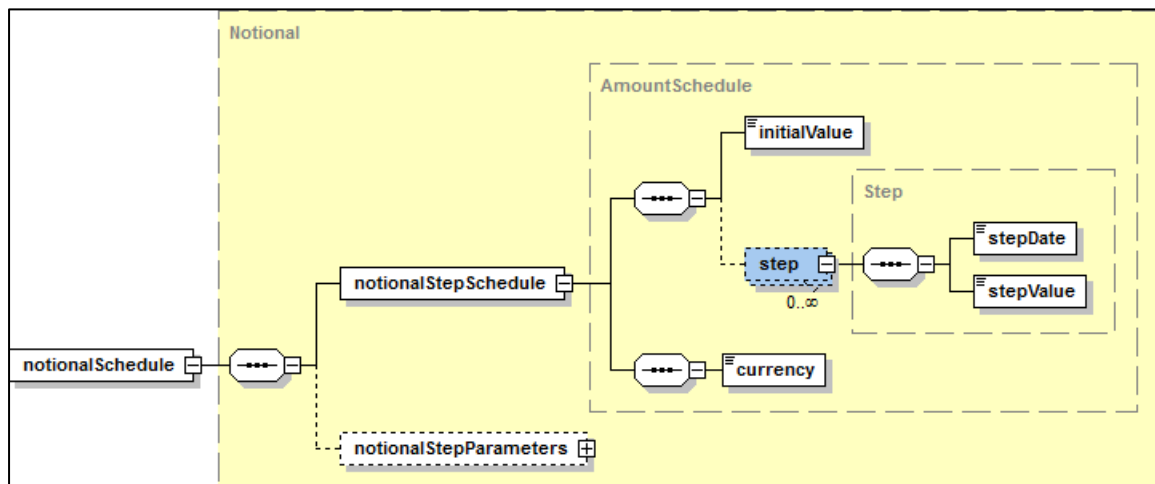 Notional
AmountSchedule
initialValue
Step
stepDate
step
notionalStepSchedule
stepValue
0..∞
notionalSchedule
currency
notionalStepParameters